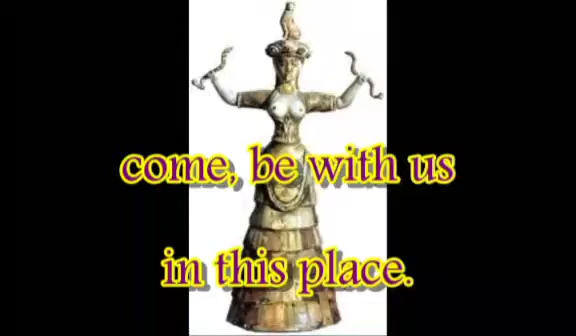 come, be with us
in this place.